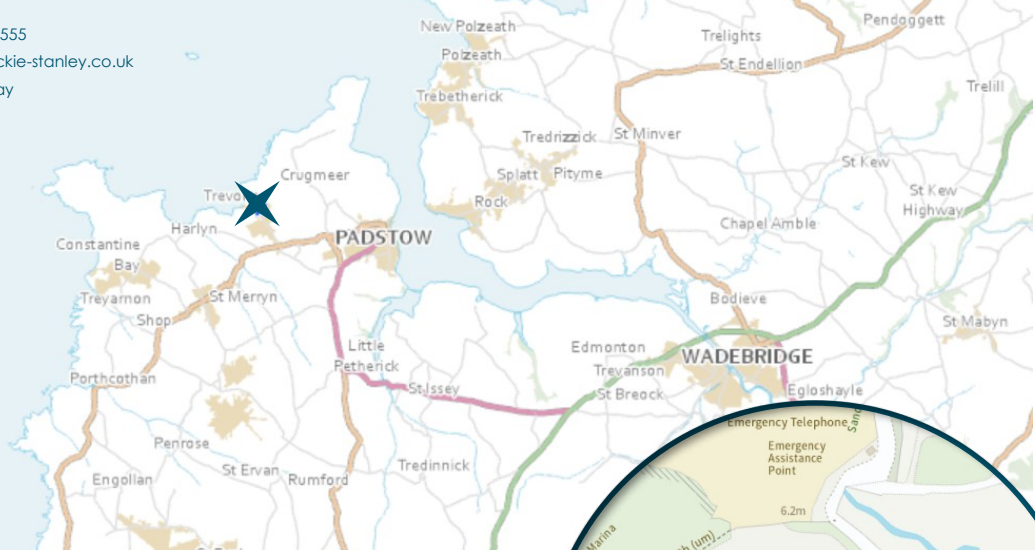 555
ckie-stanley.co.uk
ay
New Polzeath
Polzeath
Trebetherick
Trelights
Pendoggett
St Endellion
Trelill
Tredrizzick
St Minver
Splatt
Pityme
Rock
St Kew
St Kew
Highway
Chapel Amble
Crugmeer
Harlyn
PADSTOW
Constantine
Bay
Treyarnon
St Merryn
Shop
Bodieve
St Mabyn
Little
Petherick
Edmonton
WADEBRIDGE
Trevanson
St Breock
Egloshayle
Porthcothan
St Issey
Penrose
St Ervan
Rumford
Tredinnick
Engollan
Emergency Telephone
Emergency
Assistance
Point
6.2m
Marina
(um)